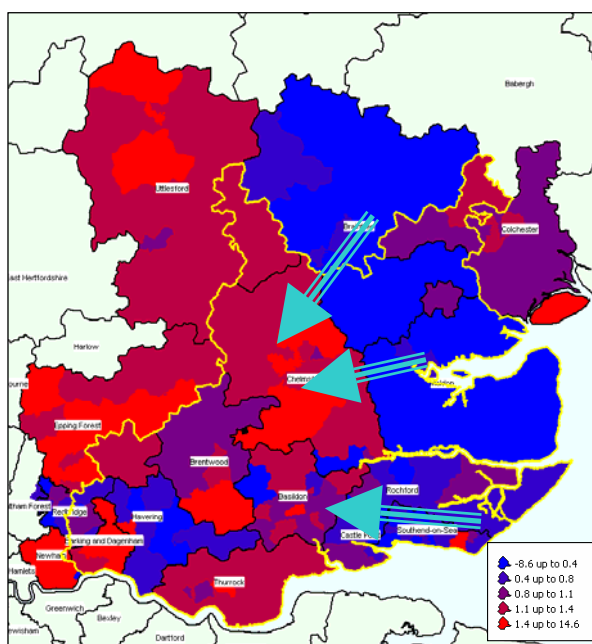 Babergh
Uttlesford
Colchester
East Hertfordshire
Harlow
Epping Forest
Brentwood
Basildon
Rochford
Havering
Castle Point
Southend-on-Sea
Barking and Dagenham
Newham
Hamlets
Thurrock
Greenwich
Bexley
Dartford
Lewisham
-8.6 up to 0.4
0.4 up to 0.8
0.8 up to 1.1
1.1 up to 1.4
1.4 up to 14.6